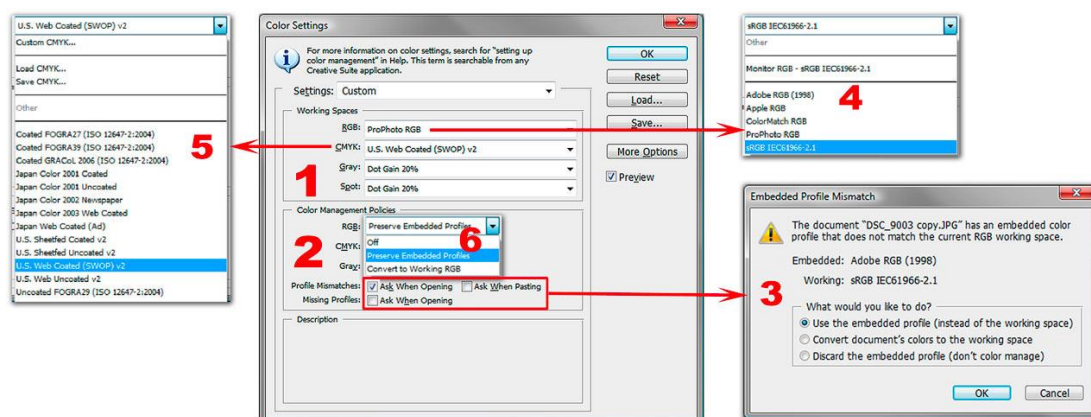 U.S. Web Coated (SWOP) v2
Custom CMYK...
Load CMYK...
Save CMYK...
Other
Coated FOGRA27 (ISO 12647-2:2004)
Coated FOGRA39 (ISO 12647-2:2004)
Coated GRACoL 2006 (ISO 12647-2:2004)
Japan Color 2001 Coated
Japan Color 2001 Uncoated
Japan Color 2002 Newspaper
Japan Color 2003 Web Coated
Japan Web Coated (Ad)
U.S. Sheetfed Coated v2
U.S. Sheetfed Uncoated v2
U.S. Web Coated (SWOP) v2
U.S. Web Uncoated v2
Uncoated FOGRA29 (ISO 12647-2:2004)
5
Color Settings
For more information on color settings, search for "setting up
color management" in Help. This term is searchable from any
Creative Suite application.
Settings: Custom
Working Spaces
RGB: ProPhoto RGB
CMYK: U.S. Web Coated (SWOP) v2
Gray: Dot Gain 20%
Spot: Dot Gain 20%
1
Color Management Policies
RGB: Preserve Embedded Profiles
Off
CMYK: Preserve Embedded Profiles
Gray: Convert to Working RGB
2
6
Profile Mismatches: Ask When Opening Ask When Pasting
Missing Profiles: Ask When Opening
Description
OK
Reset
Load...
Save...
More Options
Preview
sRGB IEC61966-2.1
Other
Monitor RGB - sRGB IEC61966-2.1
Adobe RGB (1998)
Apple RGB
ColorMatch RGB
ProPhoto RGB
sRGB IEC61966-2.1
4
Embedded Profile Mismatch
The document "DSC_9003 copy.JPG" has an embedded color
profile that does not match the current RGB working space.
Embedded: Adobe RGB (1998)
Working: sRGB IEC61966-2.1
3
What would you like to do?
Use the embedded profile (instead of the working space)
Convert document's colors to the working space
Discard the embedded profile (don't color manage)
OK Cancel